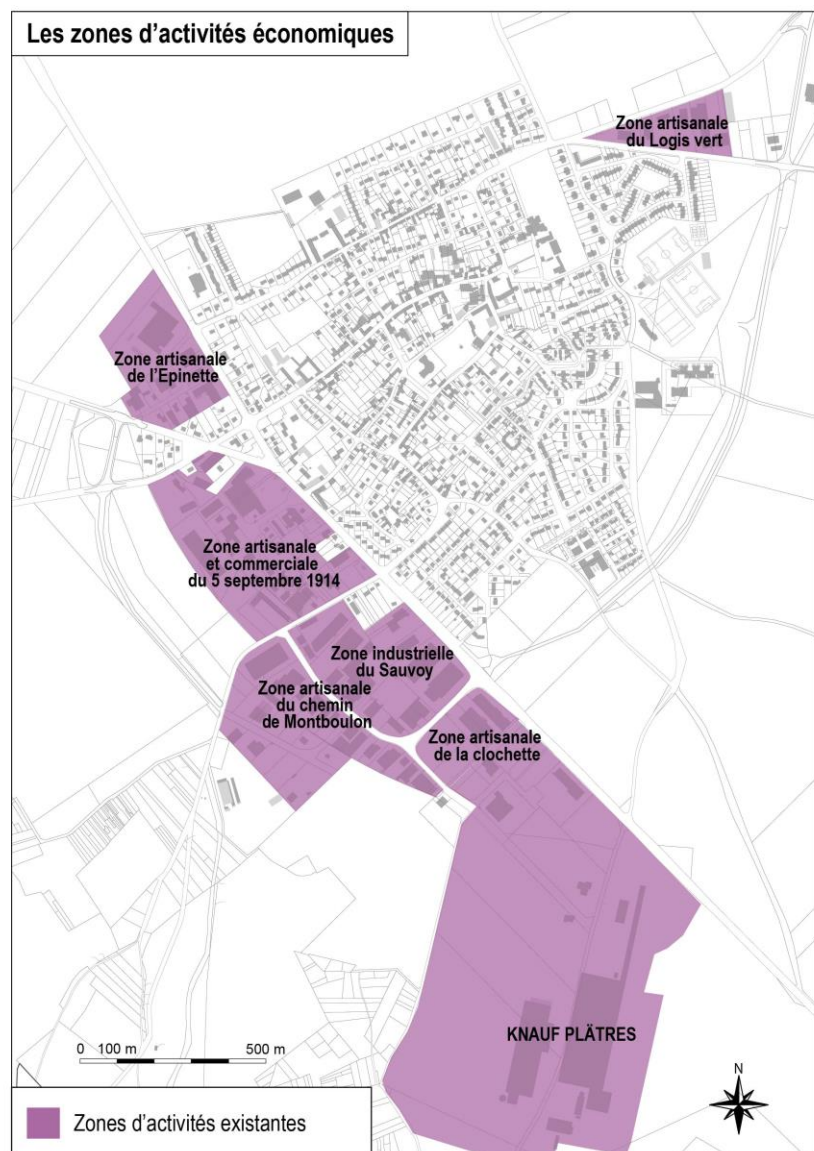 Les zones d’activités économiques
Zone artisanale
du Logis vert
Zone artisanale
de l’Epinette
Zone artisanale
et commerciale
du 5 septembre 1914
Zone industrielle
du Sauvoy
Zone artisanale
du chemin
de Montboulon
Zone artisanale
de la clochette
KNAUF PLÄTRES
0 100 m 500 m
N
Zones d’activités existantes